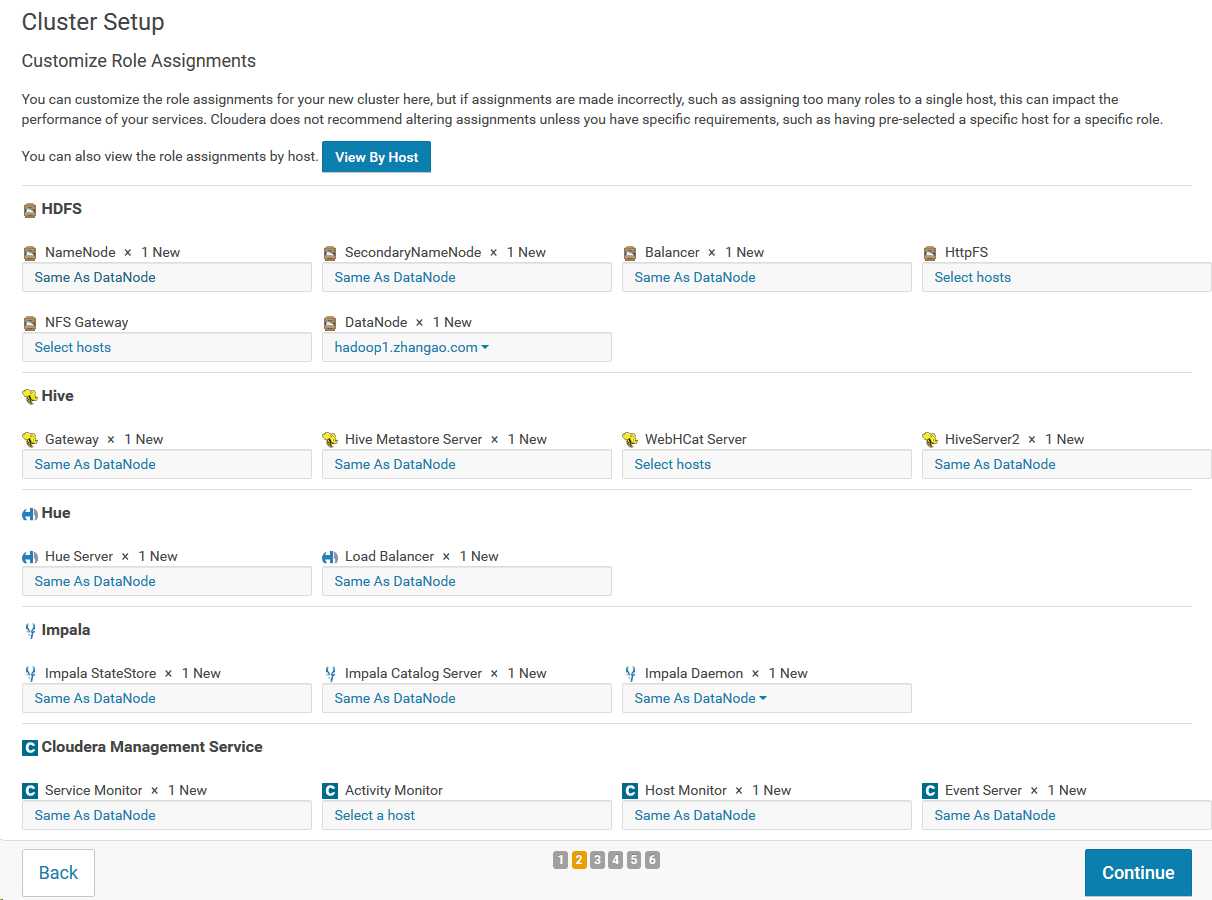 Cluster Setup
Customize Role Assignments
You can customize the role assignments for your new cluster here, but if assignments are made incorrectly, such as assigning too many roles to a single host, this can impact the
performance of your services. Cloudera does not recommend altering assignments unless you have specific requirements, such as having pre-selected a specific host for a specific role.
You can also view the role assignments by host. View By Host
HDFS
NameNode × 1 New SecondaryNameNode × 1 New Balancer × 1 New HttpFS
Same As DataNode Same As DataNode Same As DataNode Select hosts
NFS Gateway DataNode × 1 New
Select hosts hadoop1.zhangao.com
Hive
Gateway × 1 New Hive Metastore Server × 1 New WebHCat Server HiveServer2 × 1 New
Same As DataNode Same As DataNode Select hosts Same As DataNode
Hue
Hue Server × 1 New Load Balancer × 1 New
Same As DataNode Same As DataNode
Impala
Impala StateStore × 1 New Impala Catalog Server × 1 New Impala Daemon × 1 New
Same As DataNode Same As DataNode Same As DataNode
C Cloudera Management Service
C Service Monitor × 1 New C Activity Monitor C Host Monitor × 1 New C Event Server × 1 New
Same As DataNode Select a host Same As DataNode Same As DataNode
Back 1 2 3 4 5 6 Continue